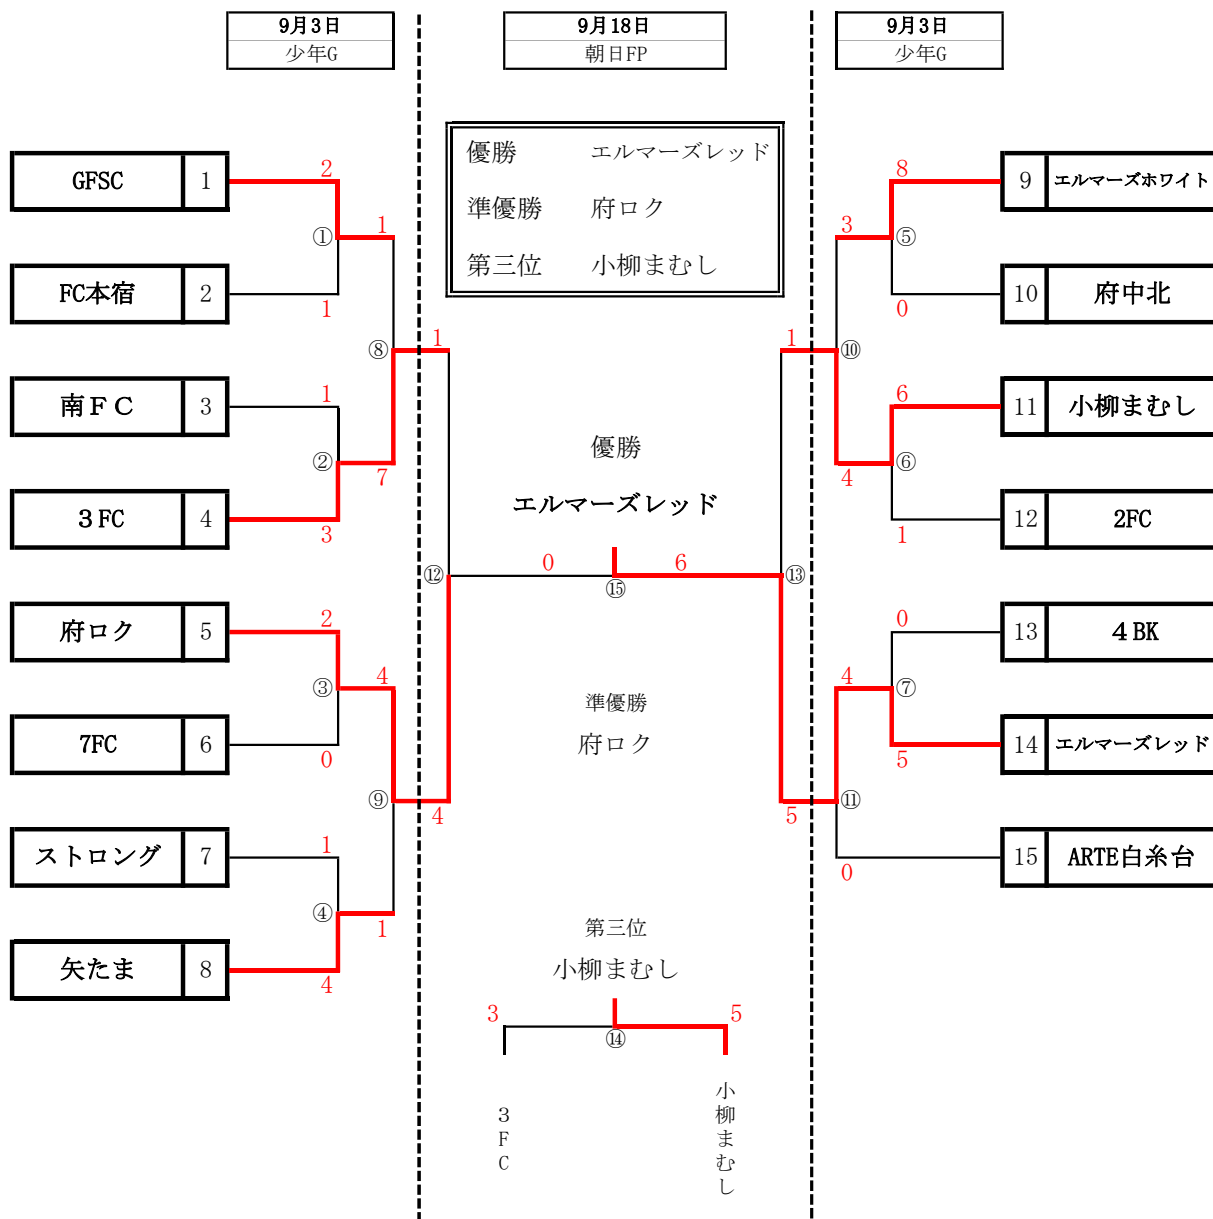 9月3日
少年G
9月18日
朝日FP
9月3日
少年G
優勝 エルマーズレッド
準優勝 府ロク
第三位 小柳まむし
GFSC 1
FC本宿 2
南ＦＣ 3
３FC 4
府ロク 5
7FC 6
ストロング 7
矢たま 8
2
①
1
1
1
②
7
3
⑧
1
2
③
4
0
1
④
1
4
⑨
4
⑫
優勝
エルマーズレッド
0
⑮
6
準優勝
府ロク
第三位
小柳まむし
3
⑭
5
３FC
小柳まむし
9 エルマーズホワイト
10 府中北
11 小柳まむし
12 2FC
13 ４BK
14 エルマーズレッド
15 ARTE白糸台
8
3
⑤
0
1
⑩
6
4
⑥
1
⑬
0
4
⑦
5
5
⑪
0